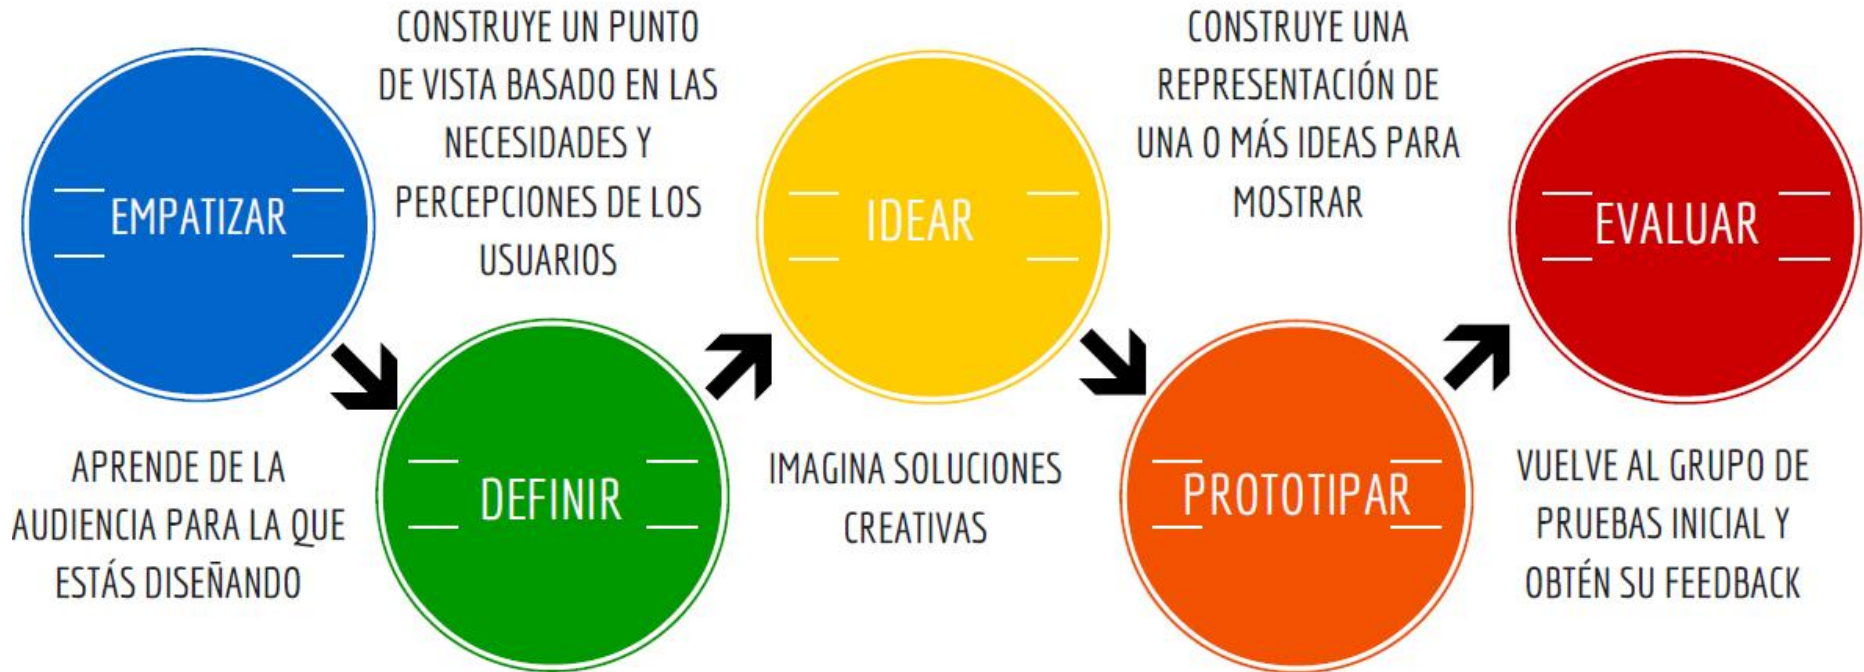 EMPATIZAR
APRENDE DE LA
AUDIENCIA PARA LA QUE
ESTÁS DISEÑANDO
CONSTRUYE UN PUNTO
DE VISTA BASADO EN LAS
NECESIDADES Y
PERCEPCIONES DE LOS
USUARIOS
DEFINIR
IDEAR
IMAGINA SOLUCIONES
CREATIVAS
CONSTRUYE UNA
REPRESENTACIÓN DE
UNA O MÁS IDEAS PARA
MOSTRAR
PROTOTIPAR
EVALUAR
VUELVE AL GRUPO DE
PRUEBAS INICIAL Y
OBTÉN SU FEEDBACK